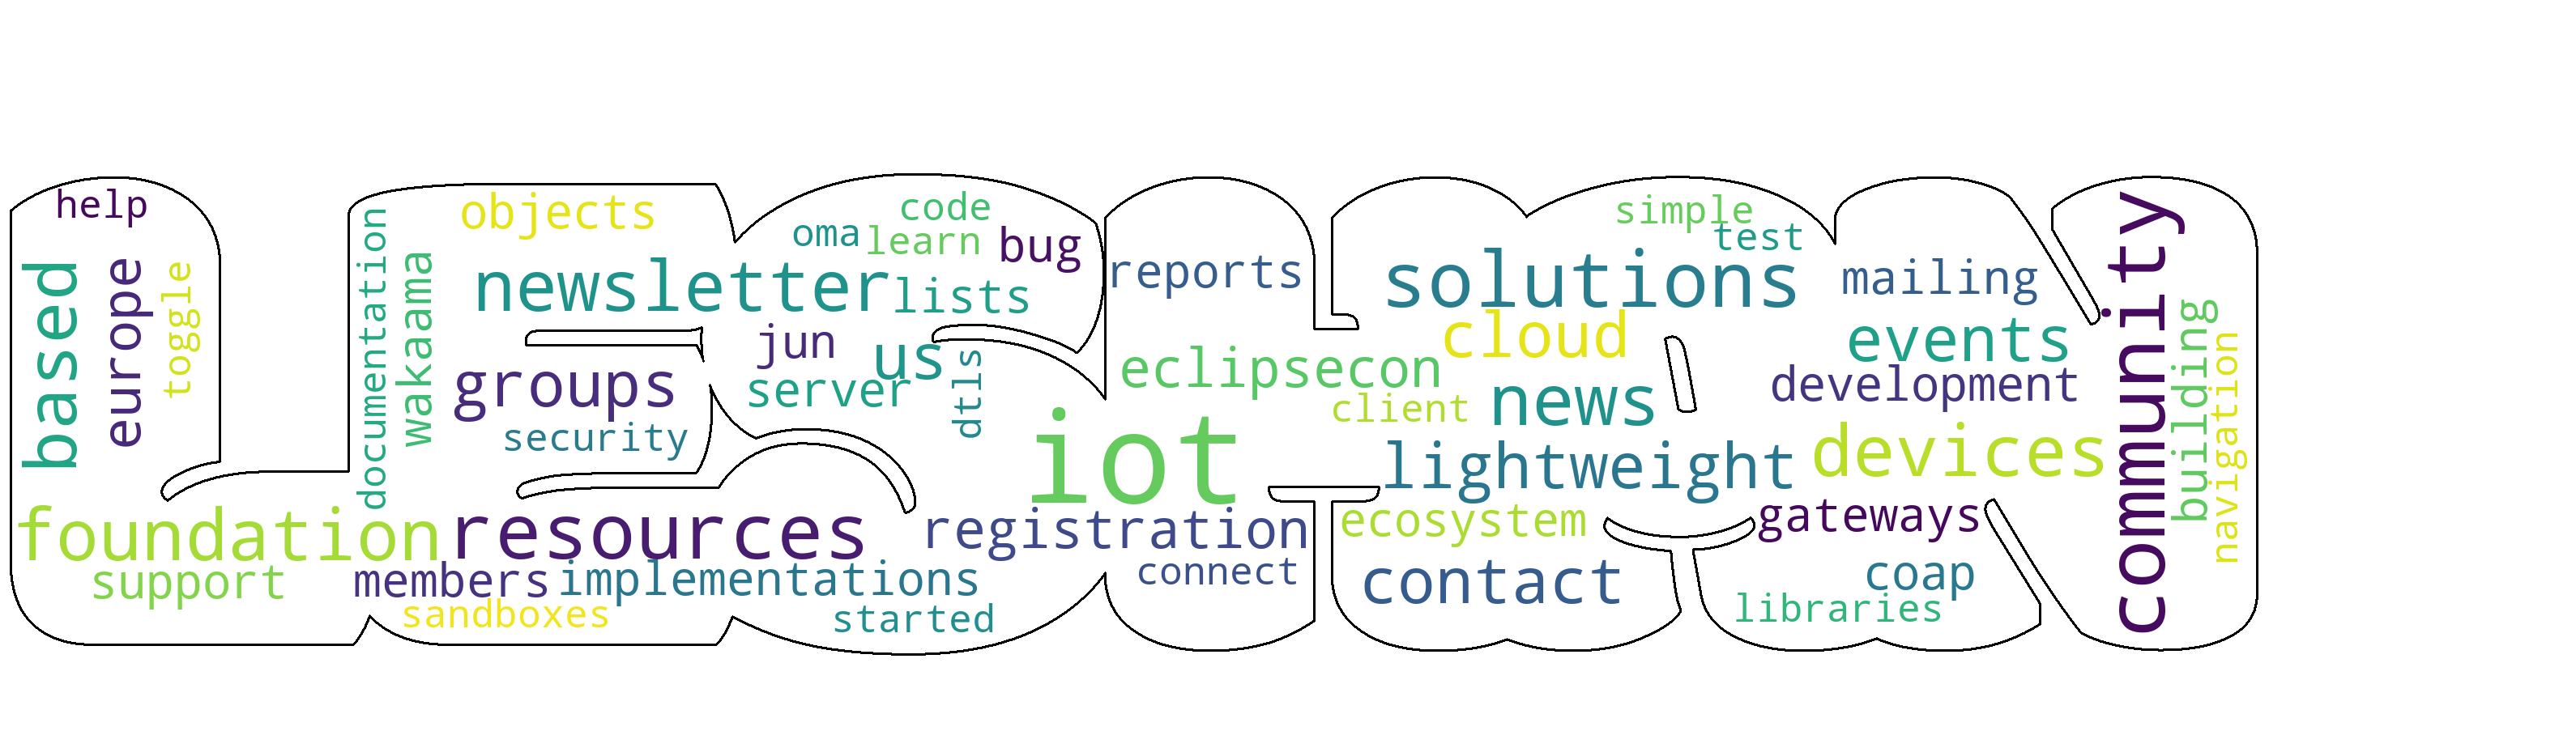 help
based
europe
toggle
foundation
support
documentation
wakaama
objects
newsletter
groups
security
resources
members
implementations
sandboxes
started
code
oma
learn
bug
lists
jun
us
server
dtls
reports
iot
eclipsecon
client
registration
connect
simple
test
solutions
cloud
news
lightweight
ecosystem
contact
mailing
events
development
devices
gateways
coap
libraries
community
building
navigation